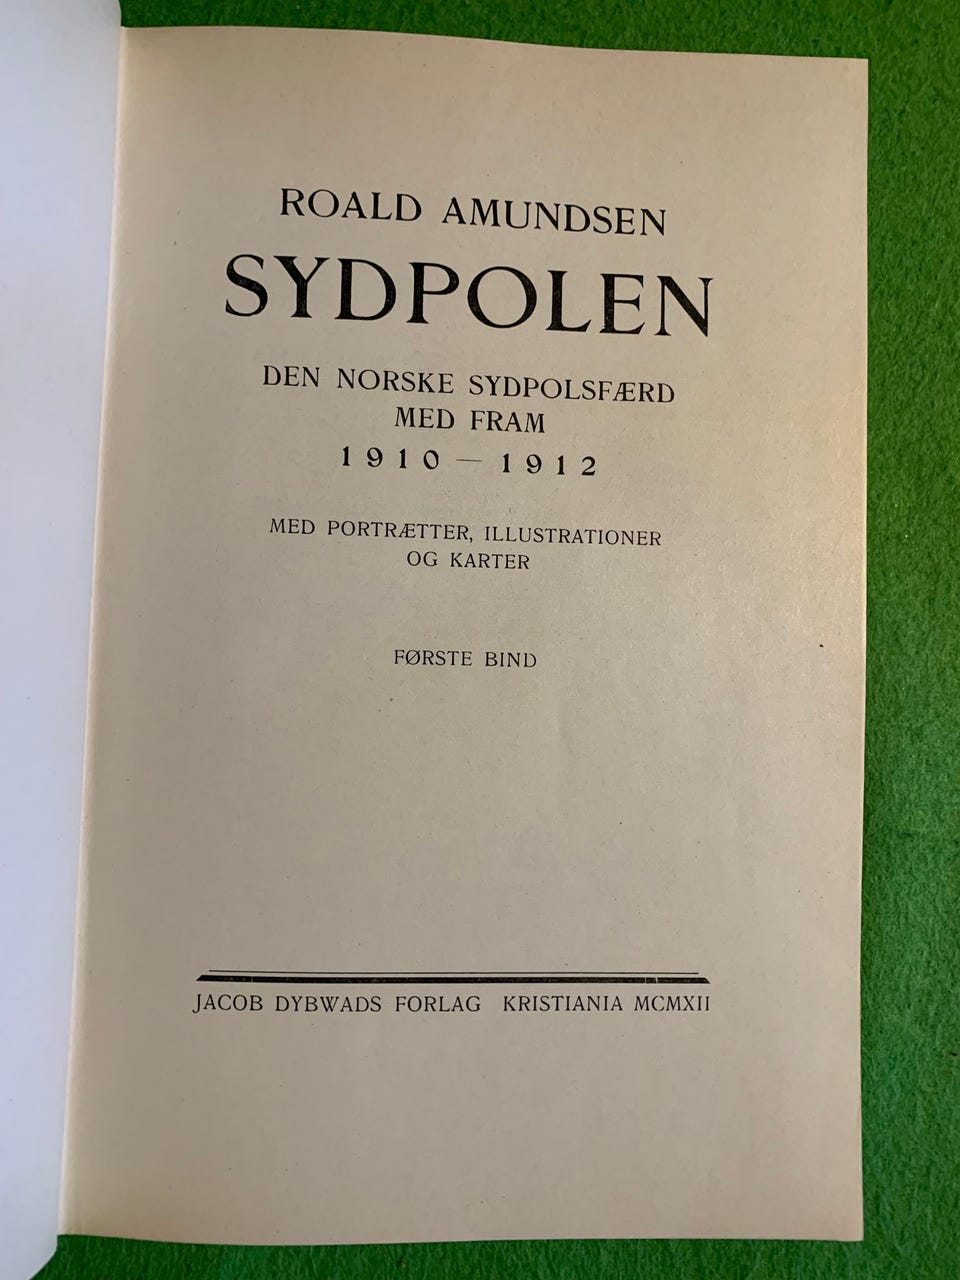 ROALD AMUNDSEN
SYDPOLEN
DEN NORSKE SYDPOLSFÆRD
MED FRAM
1910 — 1912
MED PORTRÆTTER, ILLUSTRATIONER
OG KARTER
FØRSTE BIND
JACOB DYBWADS FORLAG KRISTIANIA MCMXII